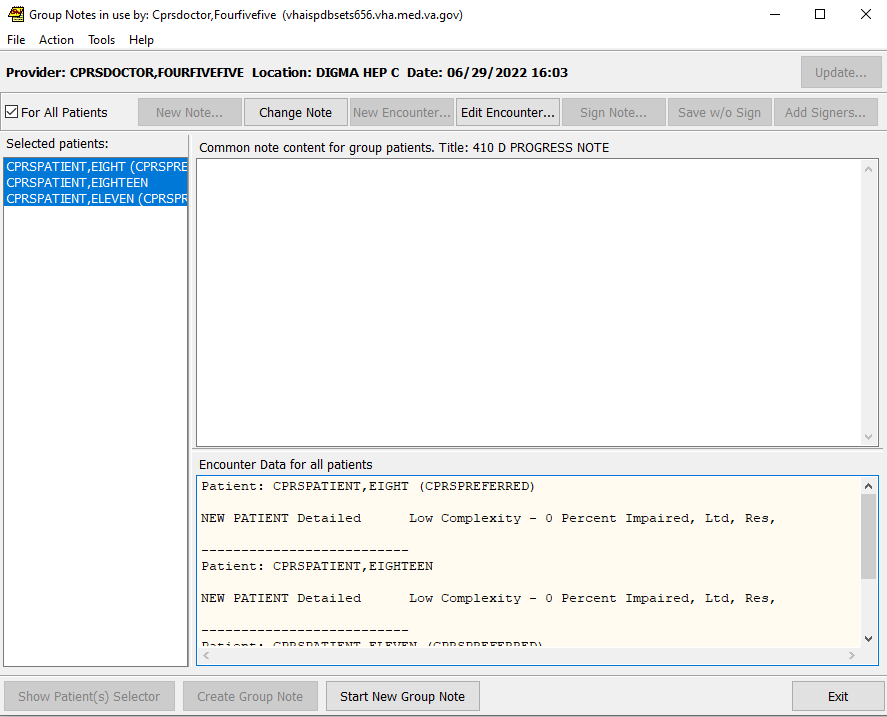 Group Notes in use by: Cprsdoctor,Fourfivefive (vhaispdbsets656.vha.med.va.gov)
File Action Tools Help
Provider: CPRSDOCTOR,FOURFIVEFIVE Location: DIGMA HEP C Date: 06/29/2022 16:03
Update...
For All Patients
New Note... Change Note New Encounter... Edit Encounter... Sign Note... Save w/o Sign Add Signers...
Selected patients:
CPRSPATIENT,EIGHT (CPRSPRE
CPRSPATIENT,EIGHTEEN
CPRSPATIENT,ELEVEN (CPRSPR
Common note content for group patients. Title: 410 D PROGRESS NOTE
Encounter Data for all patients
Patient: CPRSPATIENT,EIGHT (CPRSPREFERRED)
NEW PATIENT Detailed Low Complexity - 0 Percent Impaired, Ltd, Res,
--------------------------
Patient: CPRSPATIENT,EIGHTEEN
NEW PATIENT Detailed Low Complexity - 0 Percent Impaired, Ltd, Res,
--------------------------
Patient: CPRSPATIENT,ELEVEN (CPRSPREFERRED)
Show Patient(s) Selector Create Group Note Start New Group Note Exit